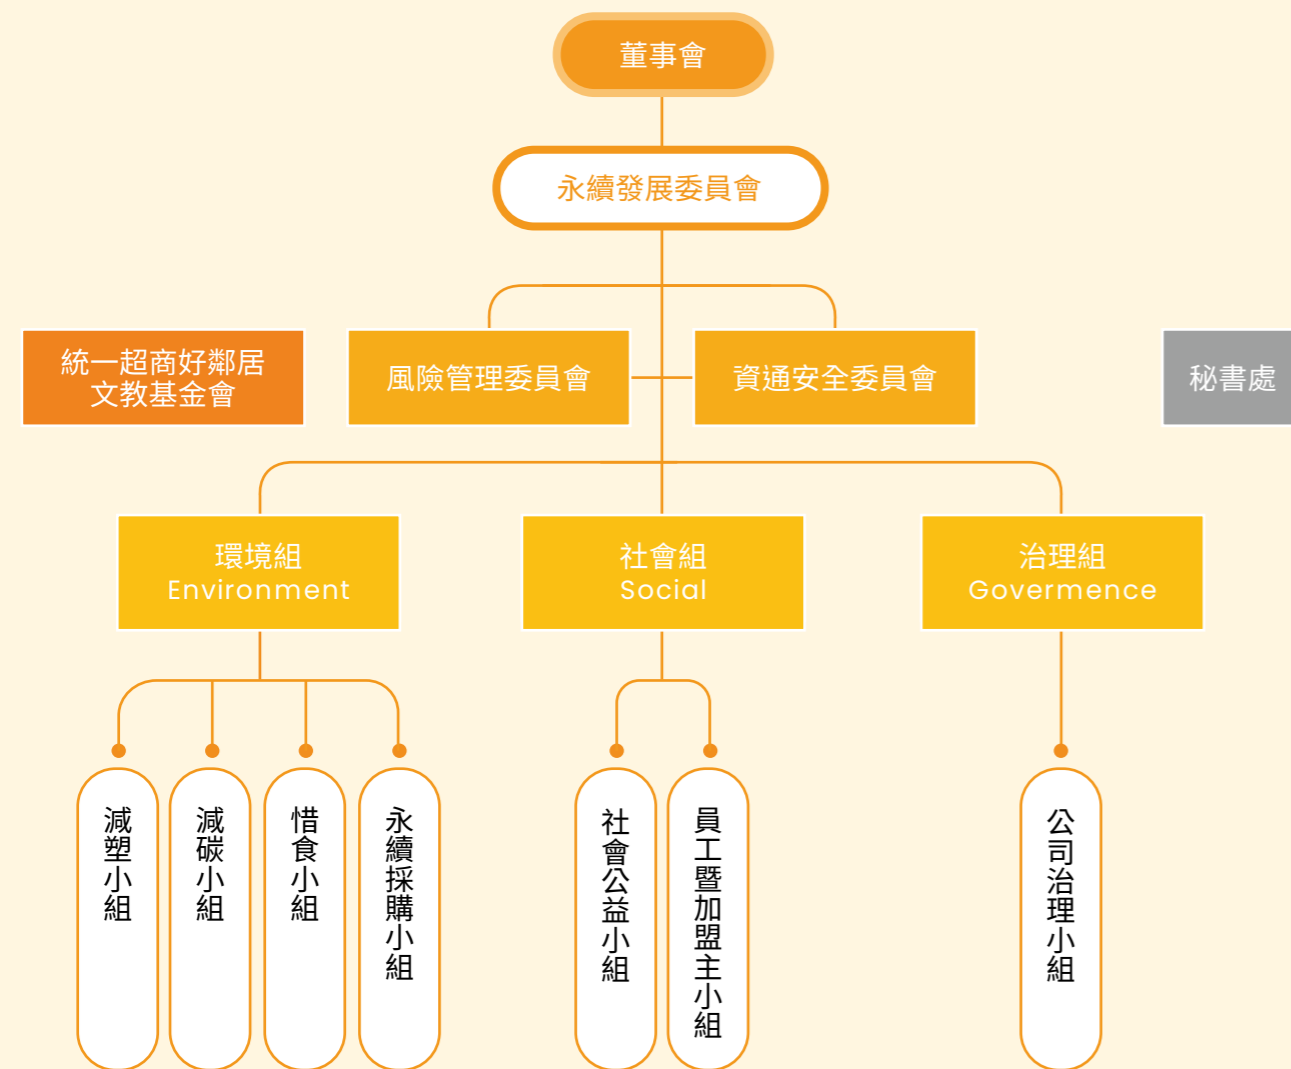 董事會
永續發展委員會
統一超商好鄰居
文教基金會
風險管理委員會
資通安全委員會
秘書處
環境組
Environment
社會組
Social
治理組
Govermence
減塑小組
減碳小組
惜食小組
永續採購小組
社會公益小組
員工暨加盟主小組
公司治理小組